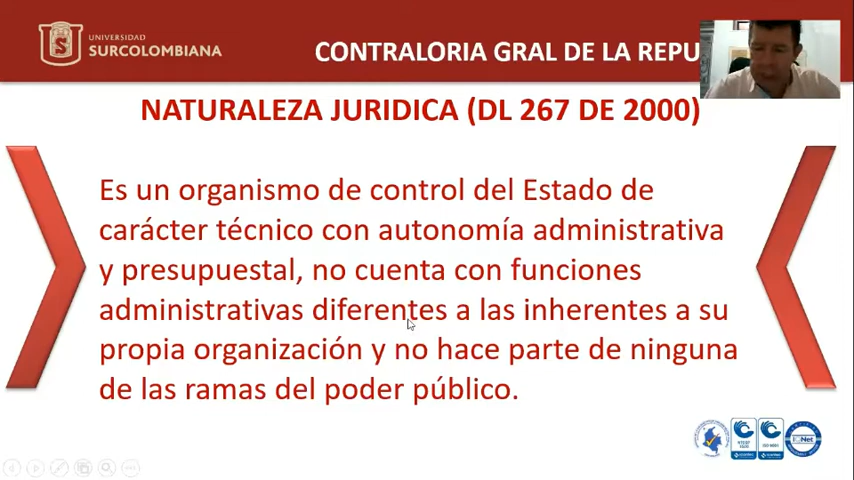 UNIVERSIDAD
SURCOLOMBIANA
CONTRALORIA GRAL DE LA REPU
NATURALEZA JURIDICA (DL 267 DE 2000)
Es un organismo de control del Estado de
carácter técnico con autonomía administrativa
y presupuestal, no cuenta con funciones
administrativas diferentes a las inherentes a su
propia organización y no hace parte de ninguna
de las ramas del poder público.